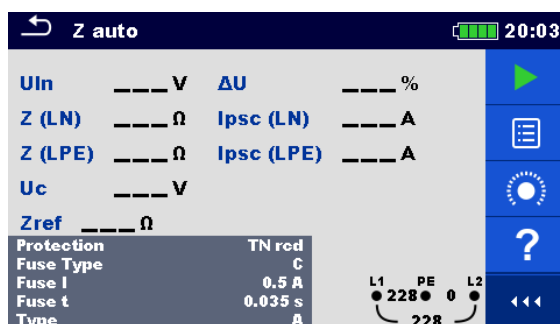 Z auto 20:03
Uln ___V ΔU ___%
Z (LN) ___Ω Ipsc (LN) ___A
Z (LPE) ___Ω Ipsc (LPE) ___A
Uc ___V
Zref ___Ω
Protection TN rcd
Fuse Type C
Fuse I 0.5 A
Fuse t 0.035 s
Type A
L1 PE L2
228 0
228
?